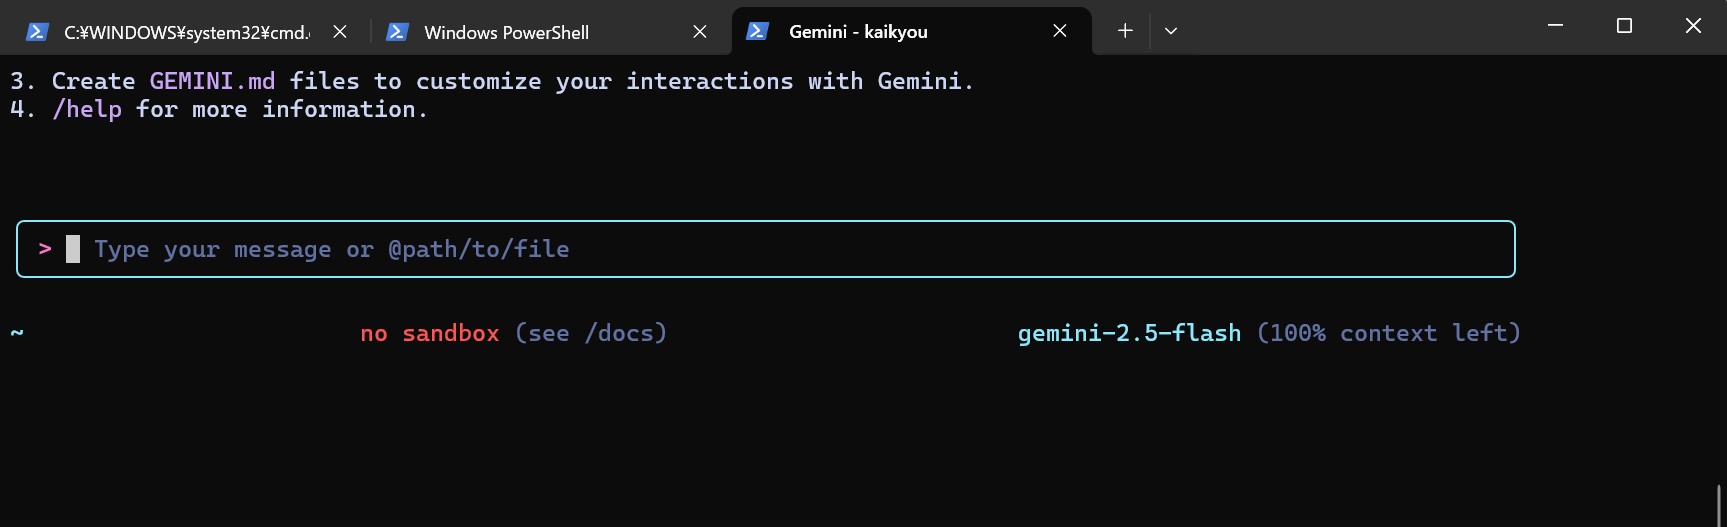 C:¥WINDOWS¥system32¥cmd.
Windows PowerShell
Gemini - kaikyou
3. Create GEMINI.md files to customize your interactions with Gemini.
4. /help for more information.
> Type your message or @path/to/file
~ no sandbox (see /docs) gemini-2.5-flash (100% context left)